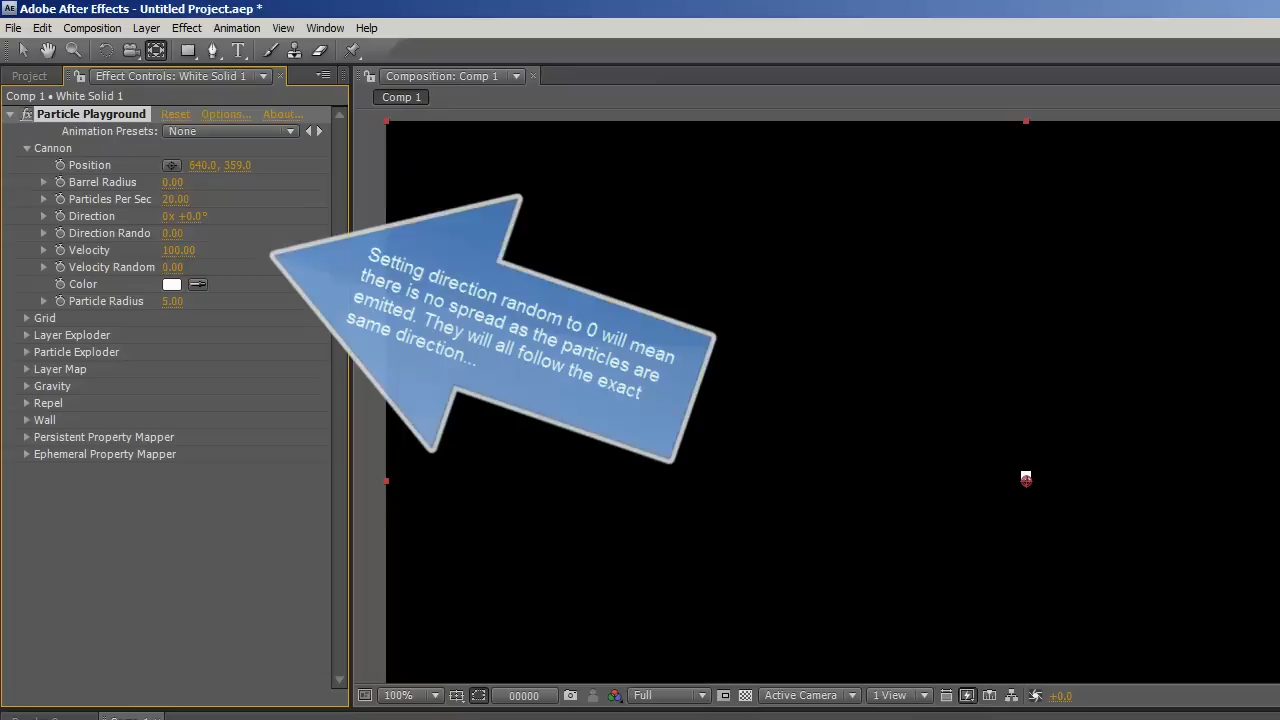 Adobe After Effects - Untitled Project.aep *
File Edit Composition Layer Effect Animation View Window Help
Project Effect Controls: White Solid 1 Composition: Comp 1
Comp 1 • White Solid 1
Comp 1
Particle Playground Reset Options... About...
Animation Presets: None
Cannon
Position 640.0, 359.0
Barrel Radius 0.00
Particles Per Sec 20.00
Direction 0x +0.0°
Direction Rando 0.00
Velocity 100.00
Velocity Random 0.00
Color
Particle Radius 5.00
Grid
Layer Exploder
Particle Exploder
Layer Map
Gravity
Repel
Wall
Persistent Property Mapper
Ephemeral Property Mapper
Setting direction random to 0 will mean
there is no spread as the particles are
emitted. They will all follow the exact
same direction...
100% 00000 Full Active Camera 1 View +0.0